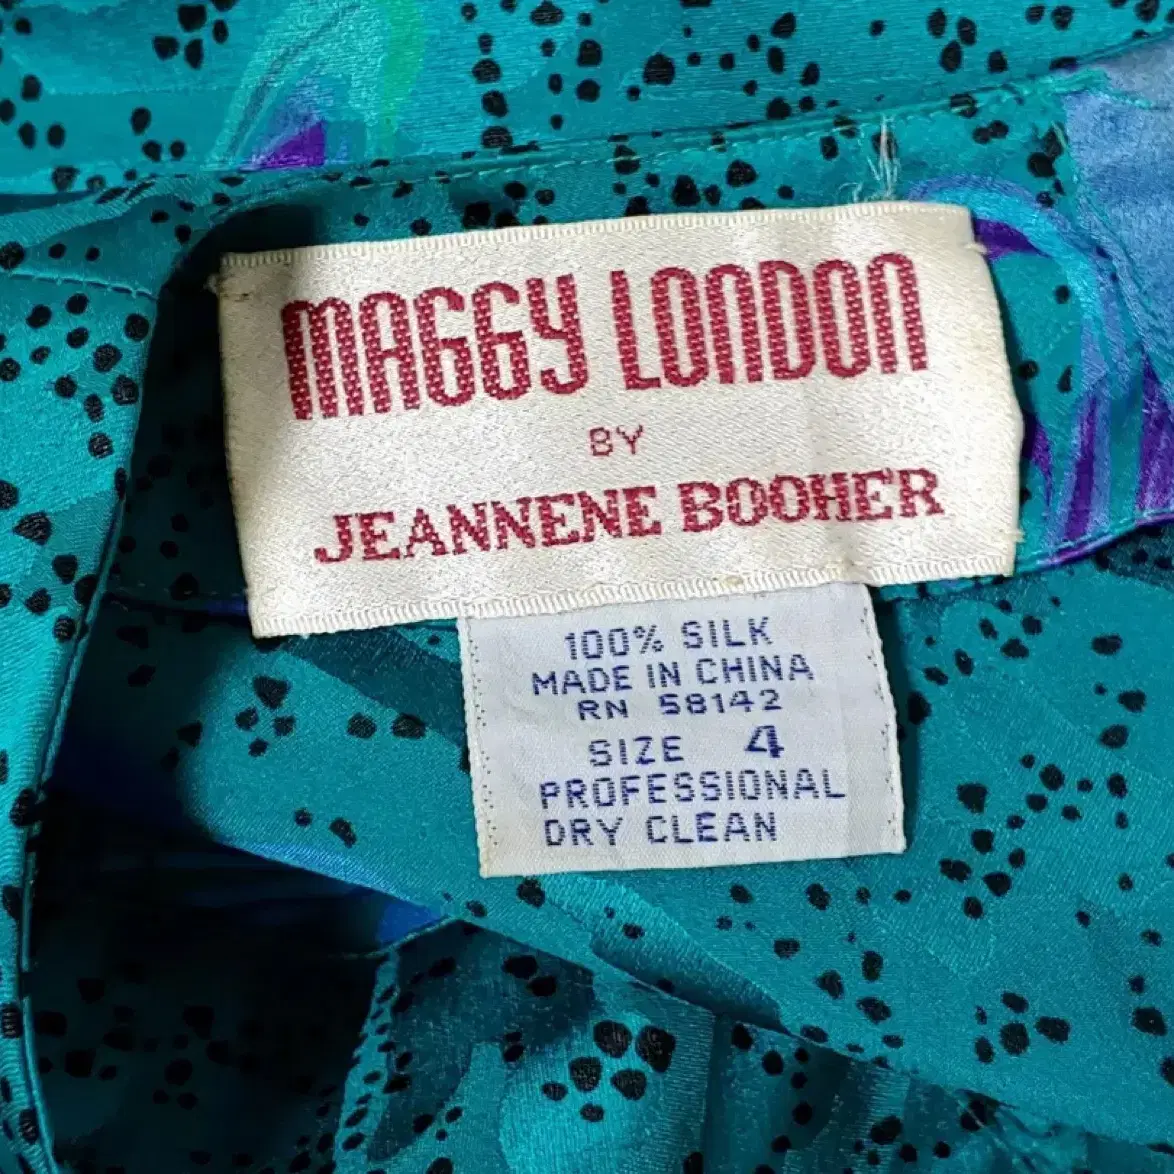 MAGGY LONDON
BY
JEANNENE BOOHER
100% SILK
MADE IN CHINA
RN 58142
SIZE 4
PROFESSIONAL
DRY CLEAN